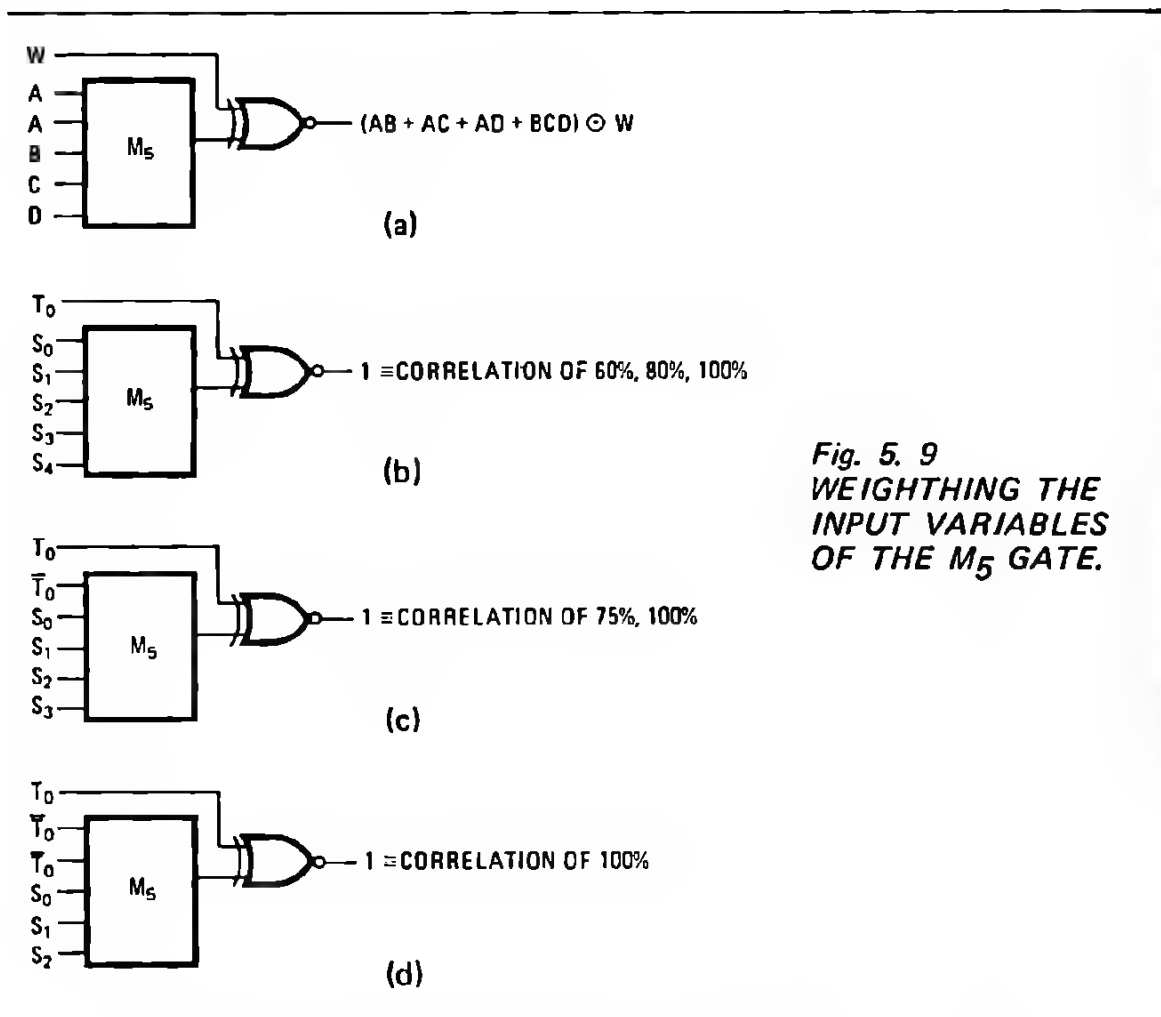 W
A
A
B
C
D
M5
(AB + AC + AD + BCD) ⊙ W
(a)
T0
S0
S1
S2
S3
S4
M5
1 ≡CORRELATION OF 60%, 80%, 100%
(b)
T0
T̅0
S0
S1
S2
S3
M5
1 ≡CORRELATION OF 75%, 100%
(c)
T0
T̅0
T̅0
S0
S1
S2
M5
1 ≡CORRELATION OF 100%
(d)
Fig. 5. 9
WEIGHTHING THE
INPUT VARIABLES
OF THE M5 GATE.